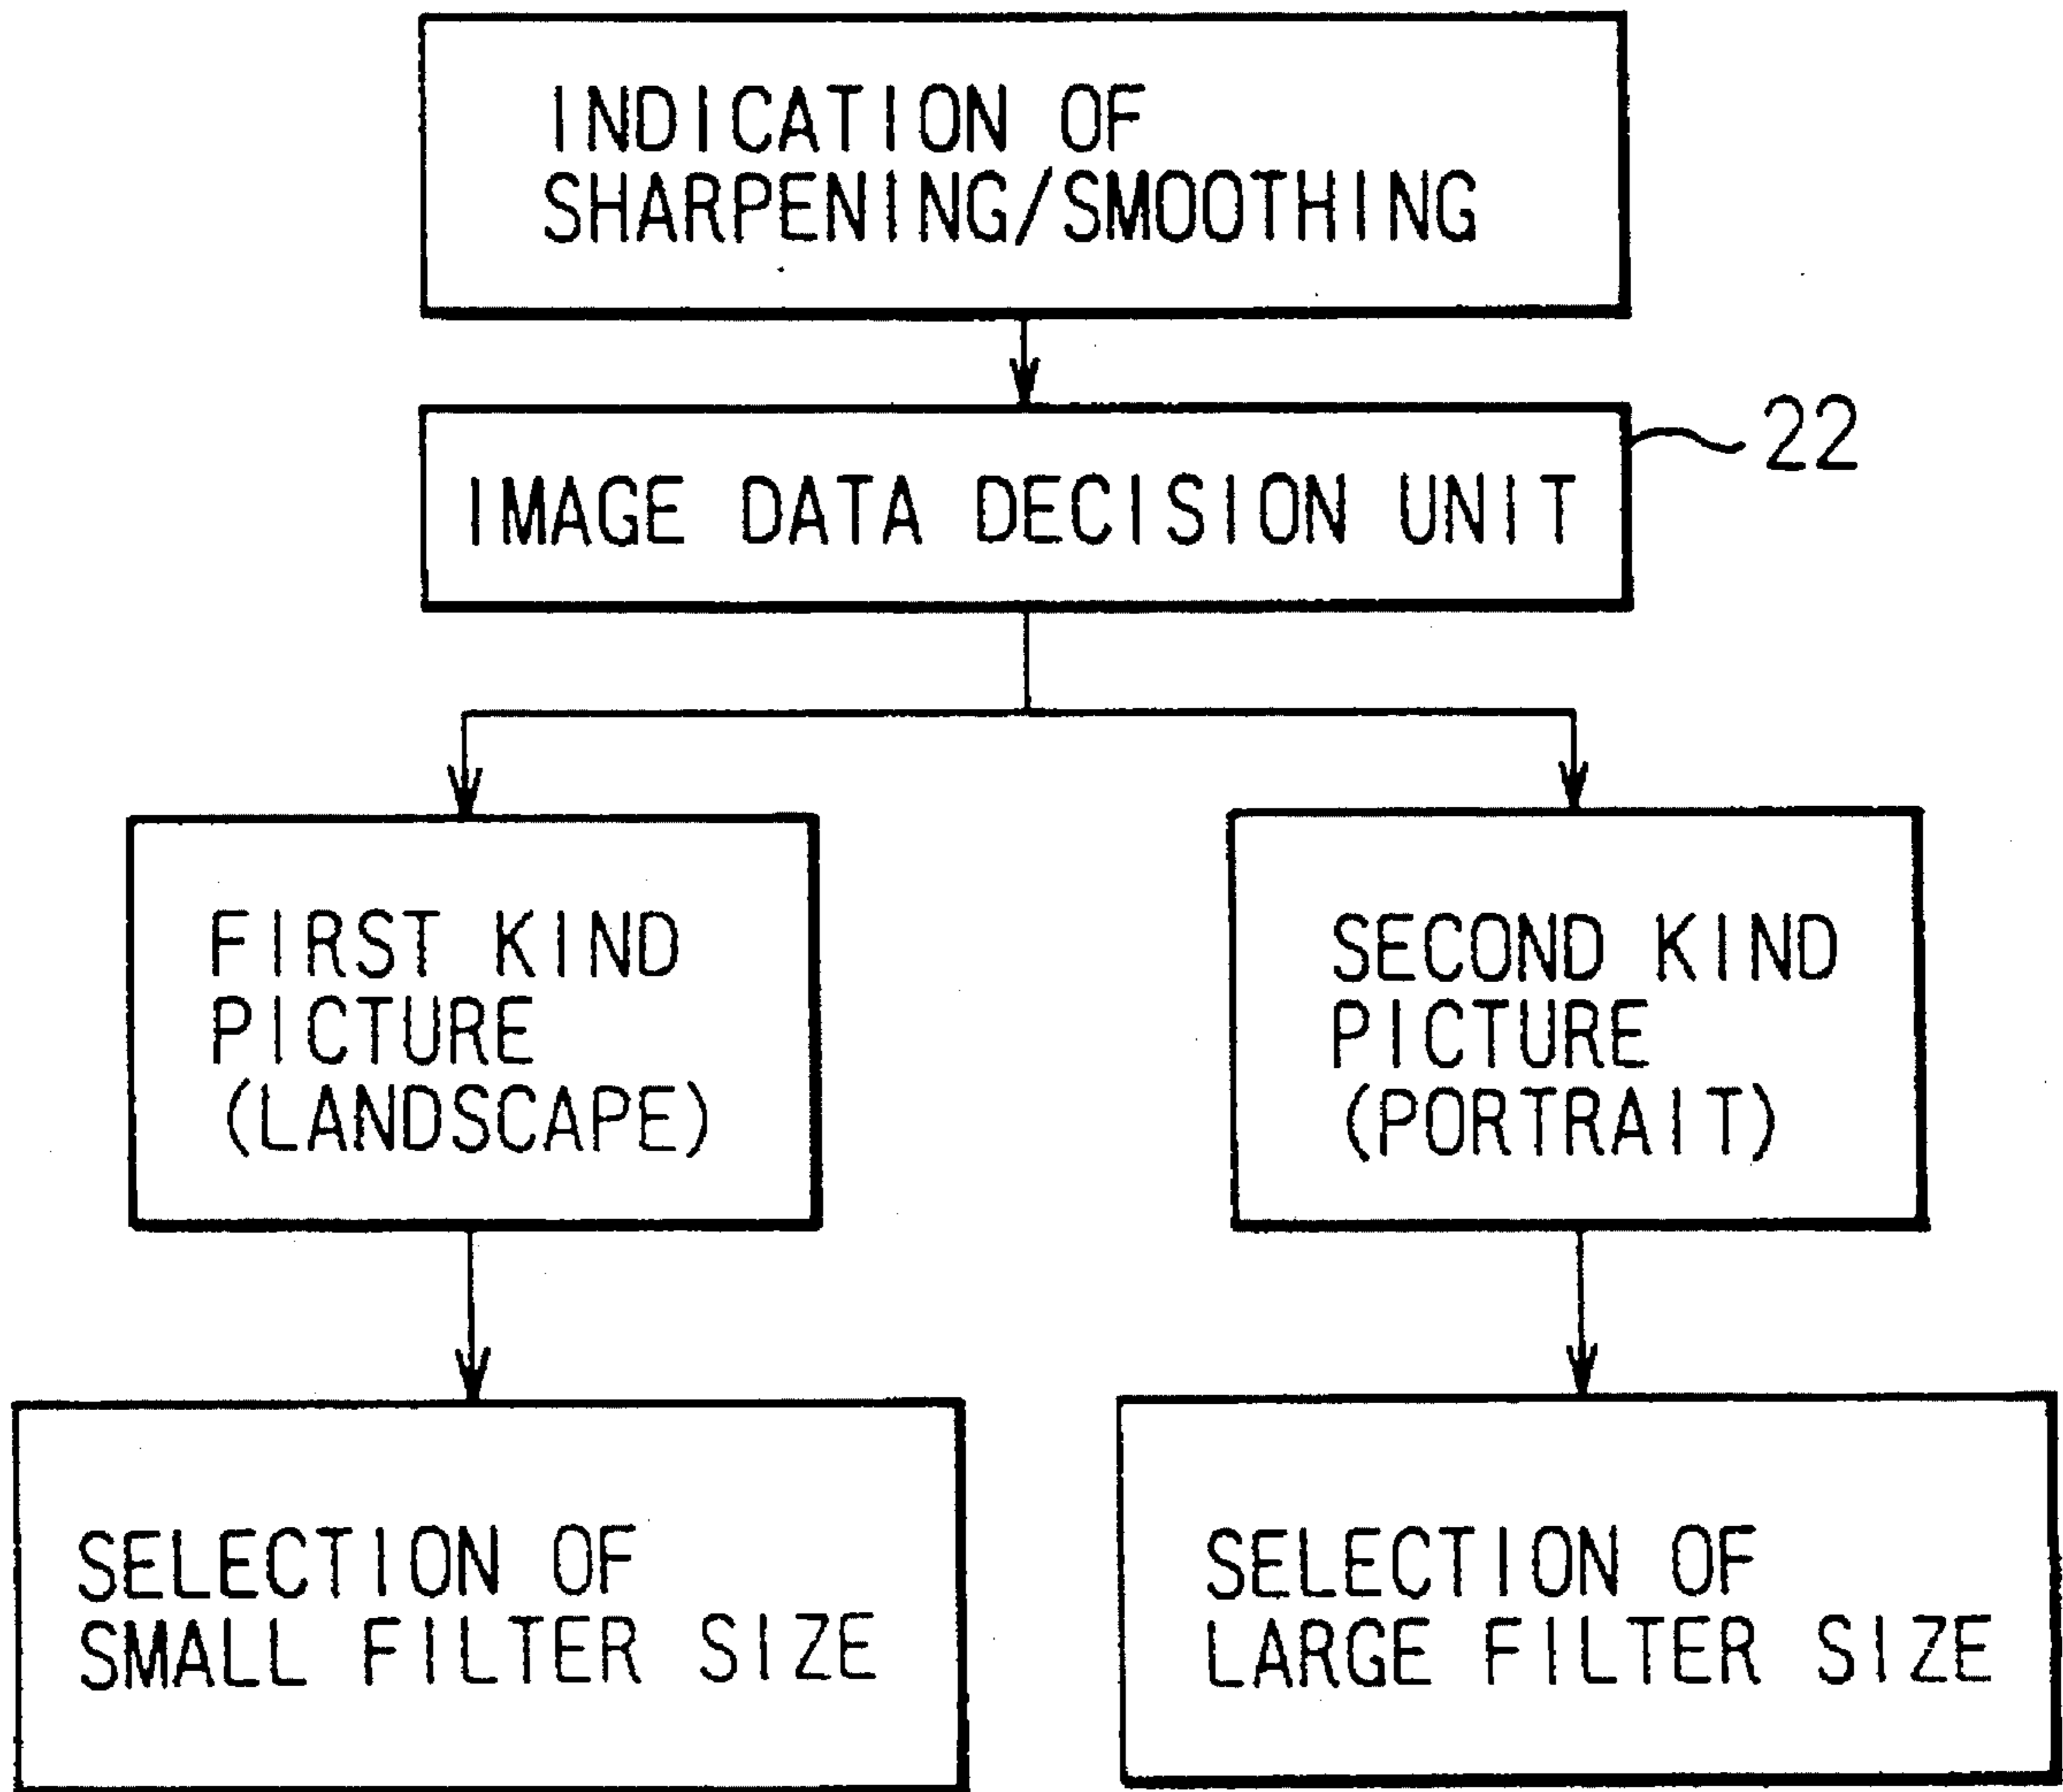 INDICATION OF
SHARPENING/SMOOTHING
22
IMAGE DATA DECISION UNIT
FIRST KIND
PICTURE
(LANDSCAPE)
SECOND KIND
PICTURE
(PORTRAIT)
SELECTION OF
SMALL FILTER SIZE
SELECTION OF
LARGE FILTER SIZE